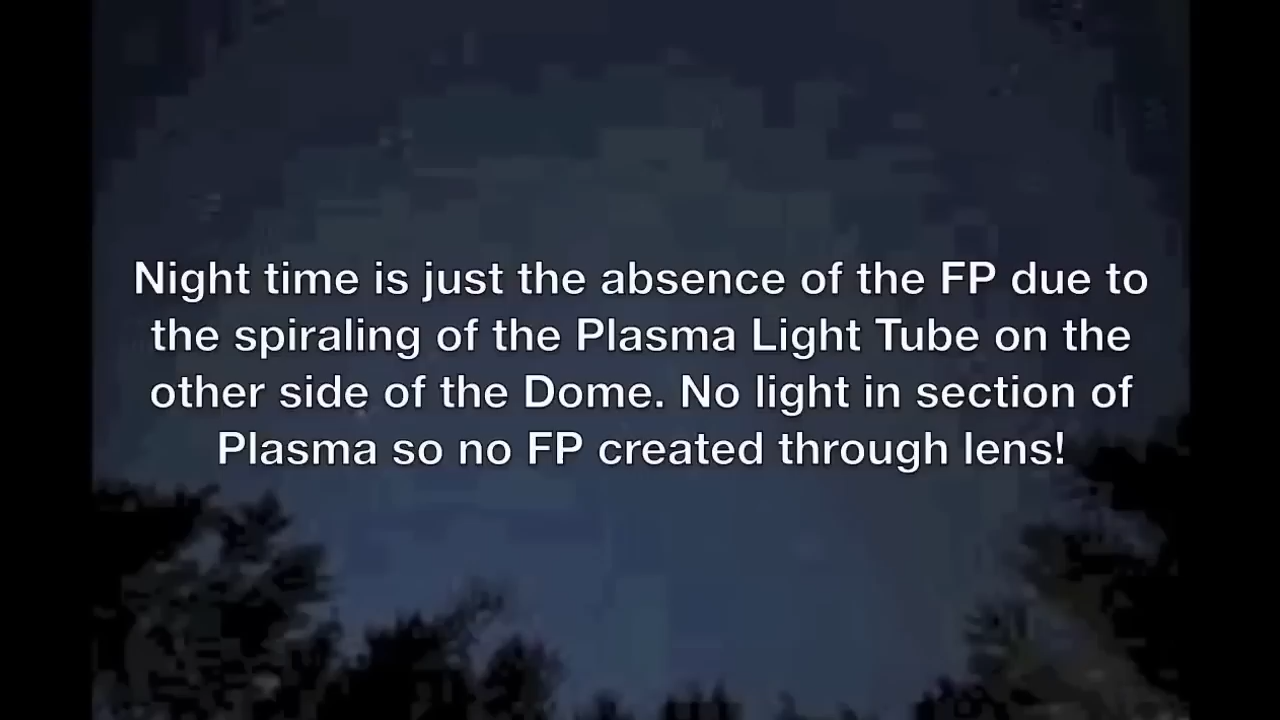 Night time is just the absence of the FP due to
the spiraling of the Plasma Light Tube on the
other side of the Dome. No light in section of
Plasma so no FP created through lens!